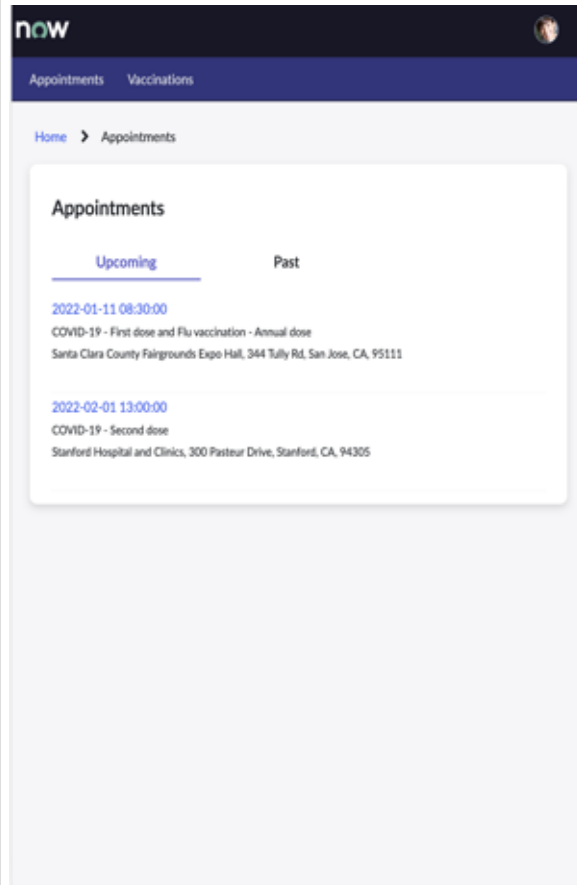 now
Appointments Vaccinations
Home > Appointments
Appointments
Upcoming Past
2022-01-11 08:30:00
COVID-19 - First dose and Flu vaccination - Annual dose
Santa Clara County Fairgrounds Expo Hall, 344 Tully Rd, San Jose, CA, 95111
2022-02-01 13:00:00
COVID-19 - Second dose
Stanford Hospital and Clinics, 300 Pasteur Drive, Stanford, CA, 94305